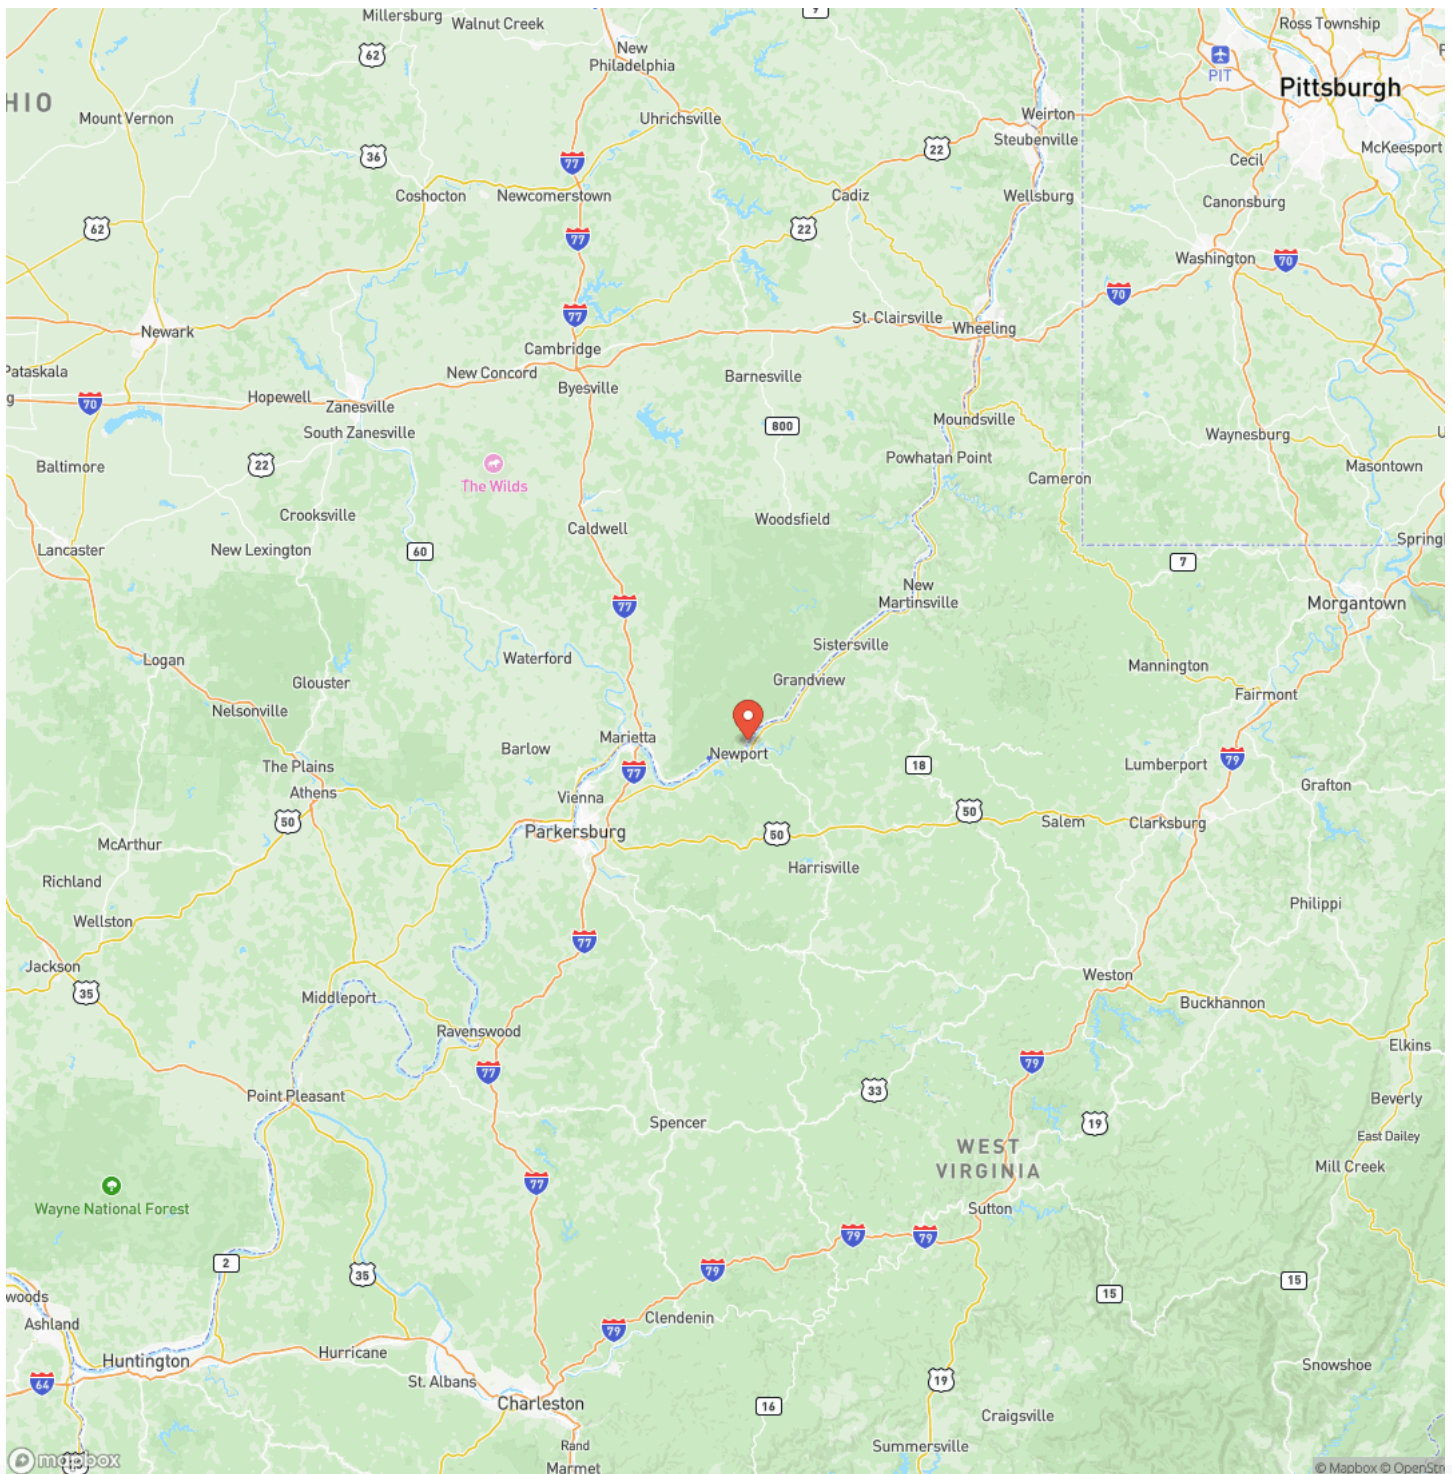 Millersburg
Walnut Creek
9
Ross Township
62
New
Philadelphia
PIT
Pittsburgh
HIO
Mount Vernon
Uhrichsville
Weirton
Steubenville
36
77
22
McKeesport
Cecil
Coshocton
Newcomerstown
Cadiz
Wellsburg
Canonsburg
62
77
22
Washington
70
70
77
St. Clairsville
Wheeling
Newark
Cambridge
Pataskala
New Concord
Barnesville
Byesville
70
Hopewell
Zanesville
800
Moundsville
South Zanesville
Waynesburg
Baltimore
22
The Wilds
Powhatan Point
Masontown
Cameron
Crooksville
Caldwell
Woodsfield
Lancaster
New Lexington
60
7
77
New
Martinsville
Morgantown
Logan
Waterford
Sistersville
Mannington
Glouster
Grandview
Fairmont
Nelsonville
Barlow
Marietta
Newport
The Plains
77
18
Lumberport
79
Athens
Vienna
Grafton
50
Parkersburg
50
50
Salem
Clarksburg
McArthur
Harrisville
Richland
Philippi
Wellston
77
Jackson
Weston
35
Middleport
Buckhannon
Ravenswood
Elkins
77
79
Point Pleasant
33
Beverly
Spencer
19
East Dailey
WEST
VIRGINIA
Mill Creek
77
Wayne National Forest
Sutton
79
79
2
35
79
15
15
woods
Ashland
Clendenin
79
Huntington
Hurricane
Snowshoe
64
St. Albans
19
Charleston
16
Craigsville
Rand
Summersville
Marmet
mapbox
© Mapbox © OpenStre